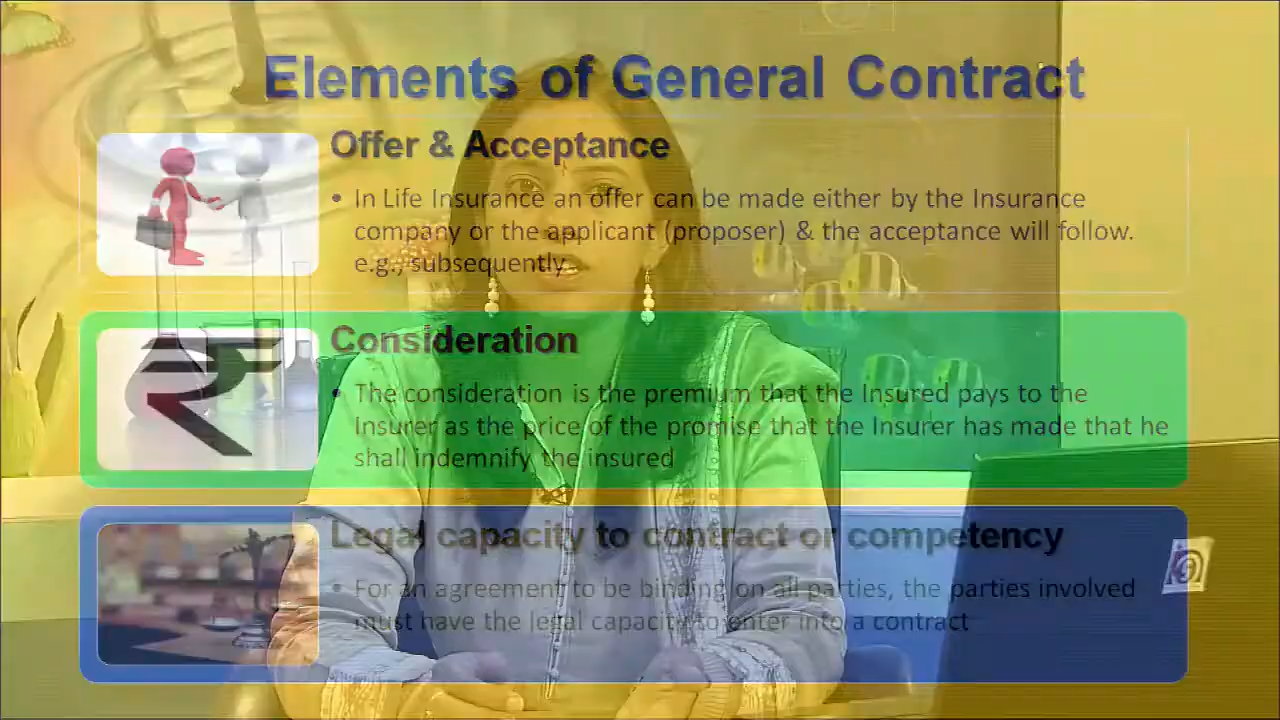 Elements of General Contract
Offer & Acceptance
• In Life Insurance an offer can be made either by the Insurance
company or the applicant (proposer) & the acceptance will follow.
e.g., subsequently
Consideration
• The consideration is the premium that the Insured pays to the
Insurer as the price of the promise that the Insurer has made that he
shall indemnify the insured
Legal capacity to contract or competency
• For an agreement to be binding on all parties, the parties involved
must have the legal capacity to enter into a contract